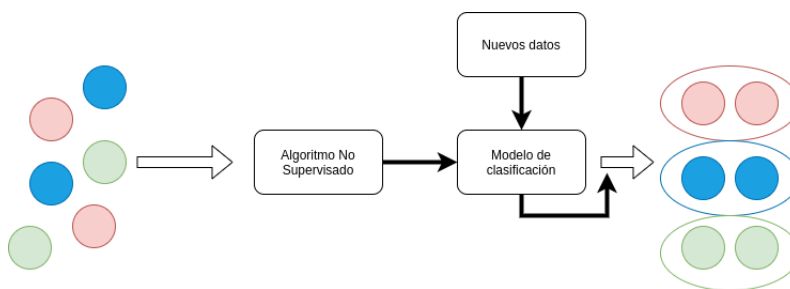 Nuevos datos
Algoritmo No
Supervisado
Modelo de
clasificación